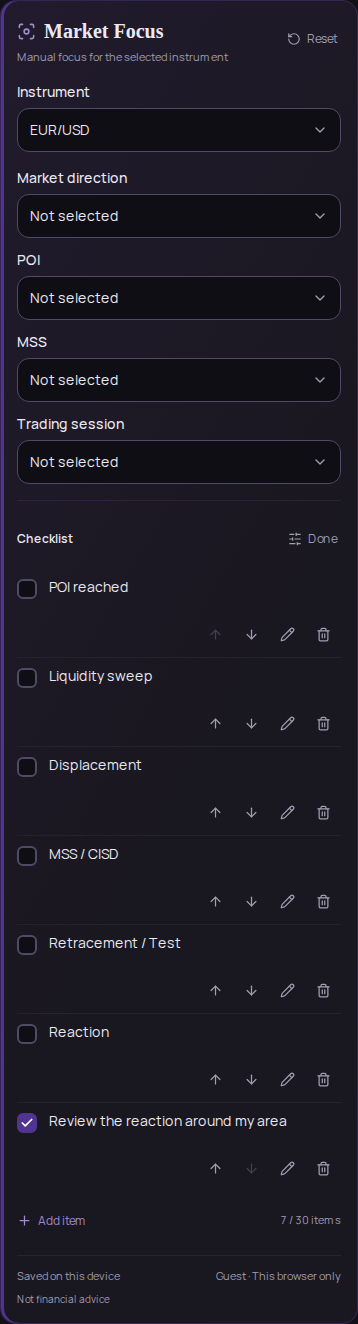 Market Focus
Reset
Manual focus for the selected instrument
Instrument
EUR/USD
Market direction
Not selected
POI
Not selected
MSS
Not selected
Trading session
Not selected
Checklist
Done
POI reached
Liquidity sweep
Displacement
MSS / CISD
Retracement / Test
Reaction
Review the reaction around my area
Add item
7 / 30 items
Saved on this device
Guest · This browser only
Not financial advice